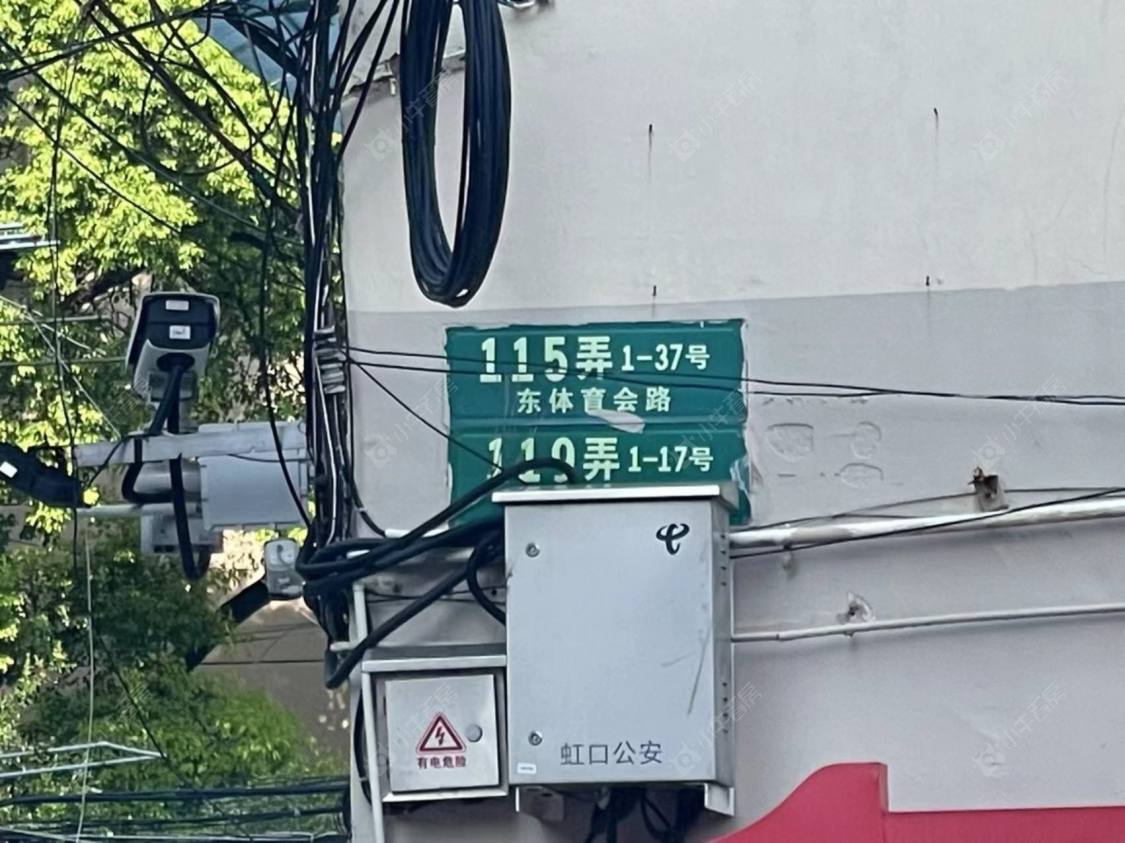 115弄 1-37号
东体育会路
119弄 1-17号
有电危险
虹口公安